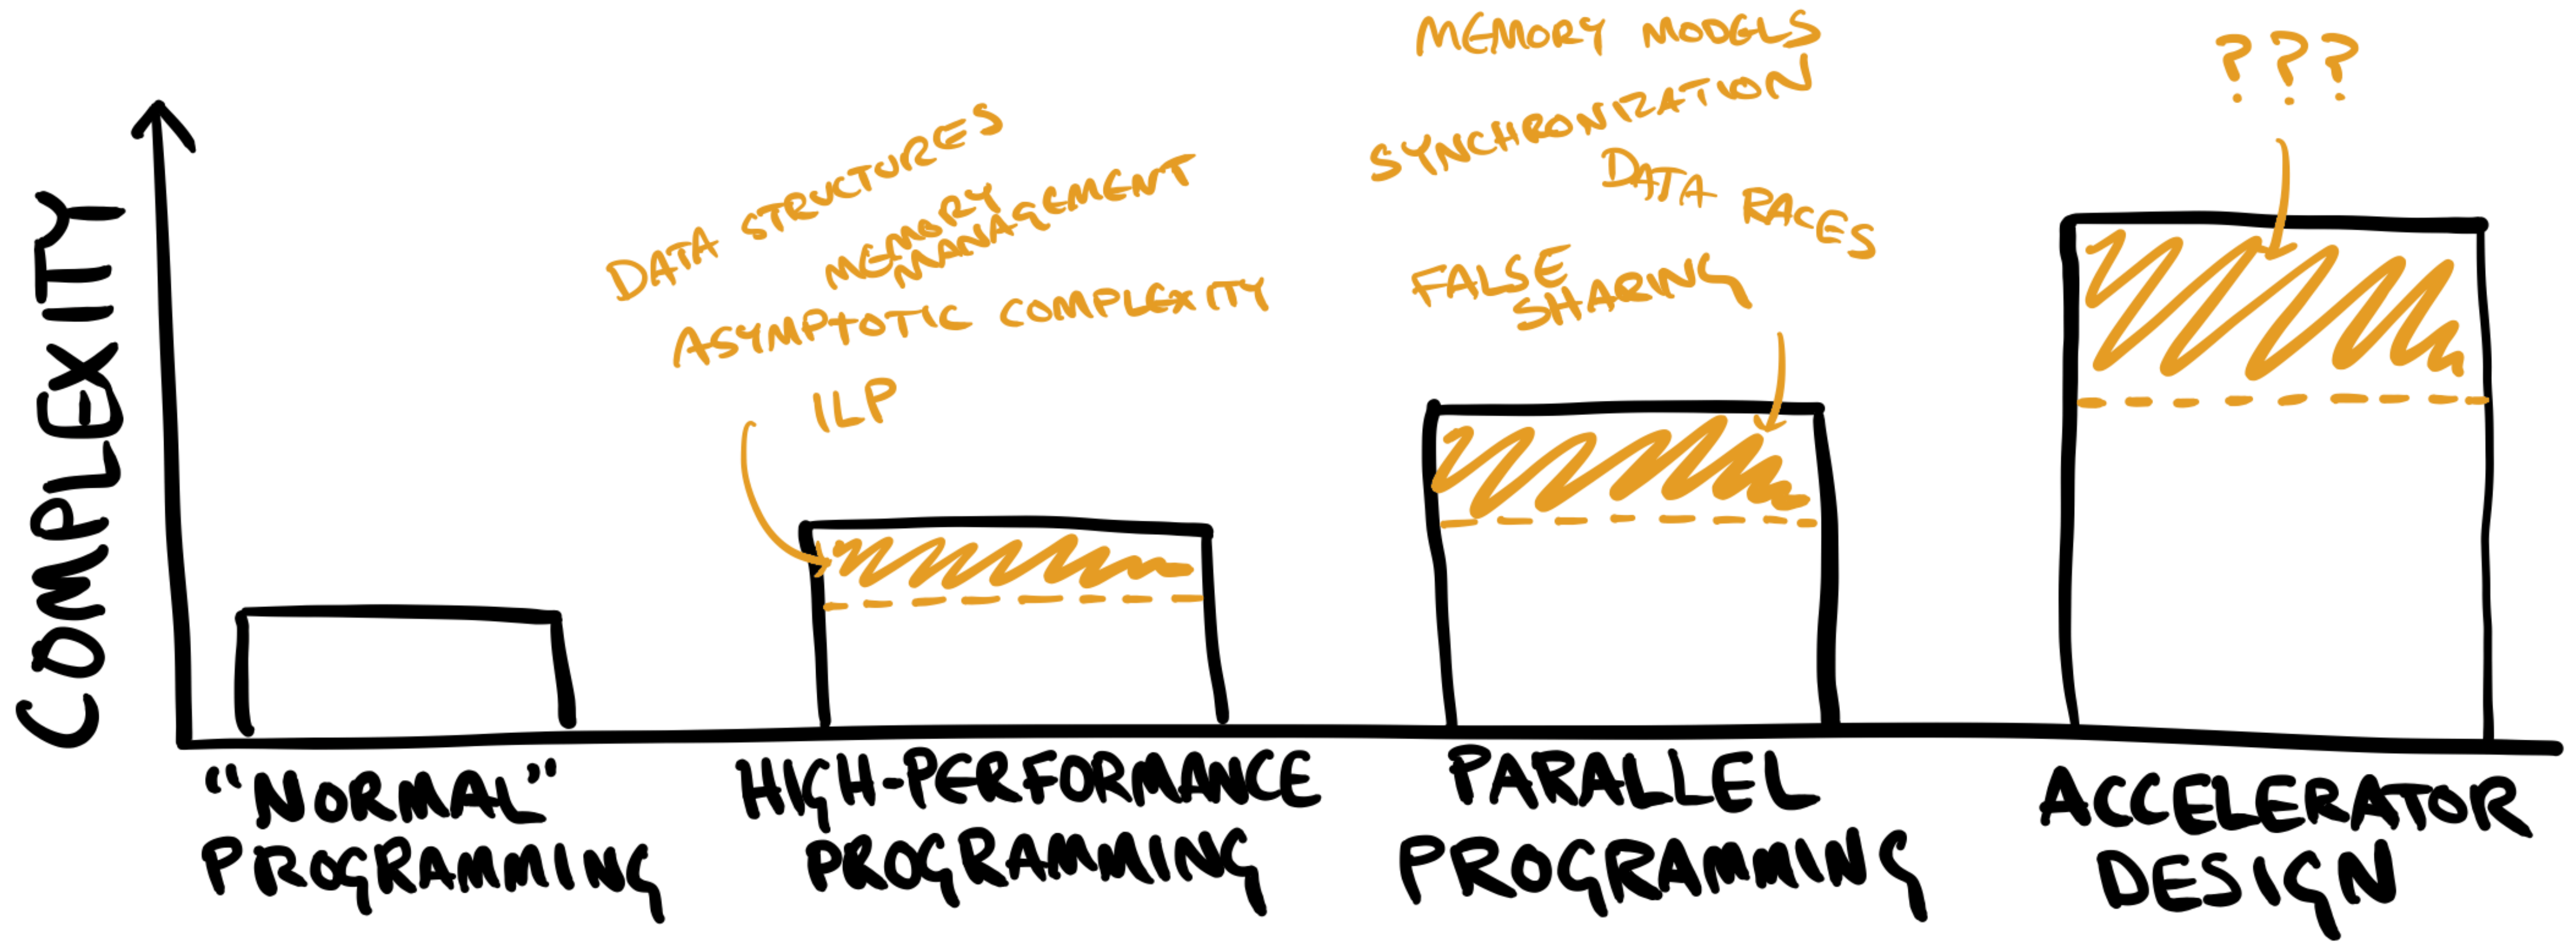 COMPLEXITY
DATA STRUCTURES
MEMORY
MANAGEMENT
ASYMPTOTIC COMPLEXITY
ILP
MEMORY MODELS
SYNCHRONIZATION
DATA RACES
FALSE
SHARING
???
"NORMAL"
PROGRAMMING
HIGH-PERFORMANCE
PROGRAMMING
PARALLEL
PROGRAMMING
ACCELERATOR
DESIGN